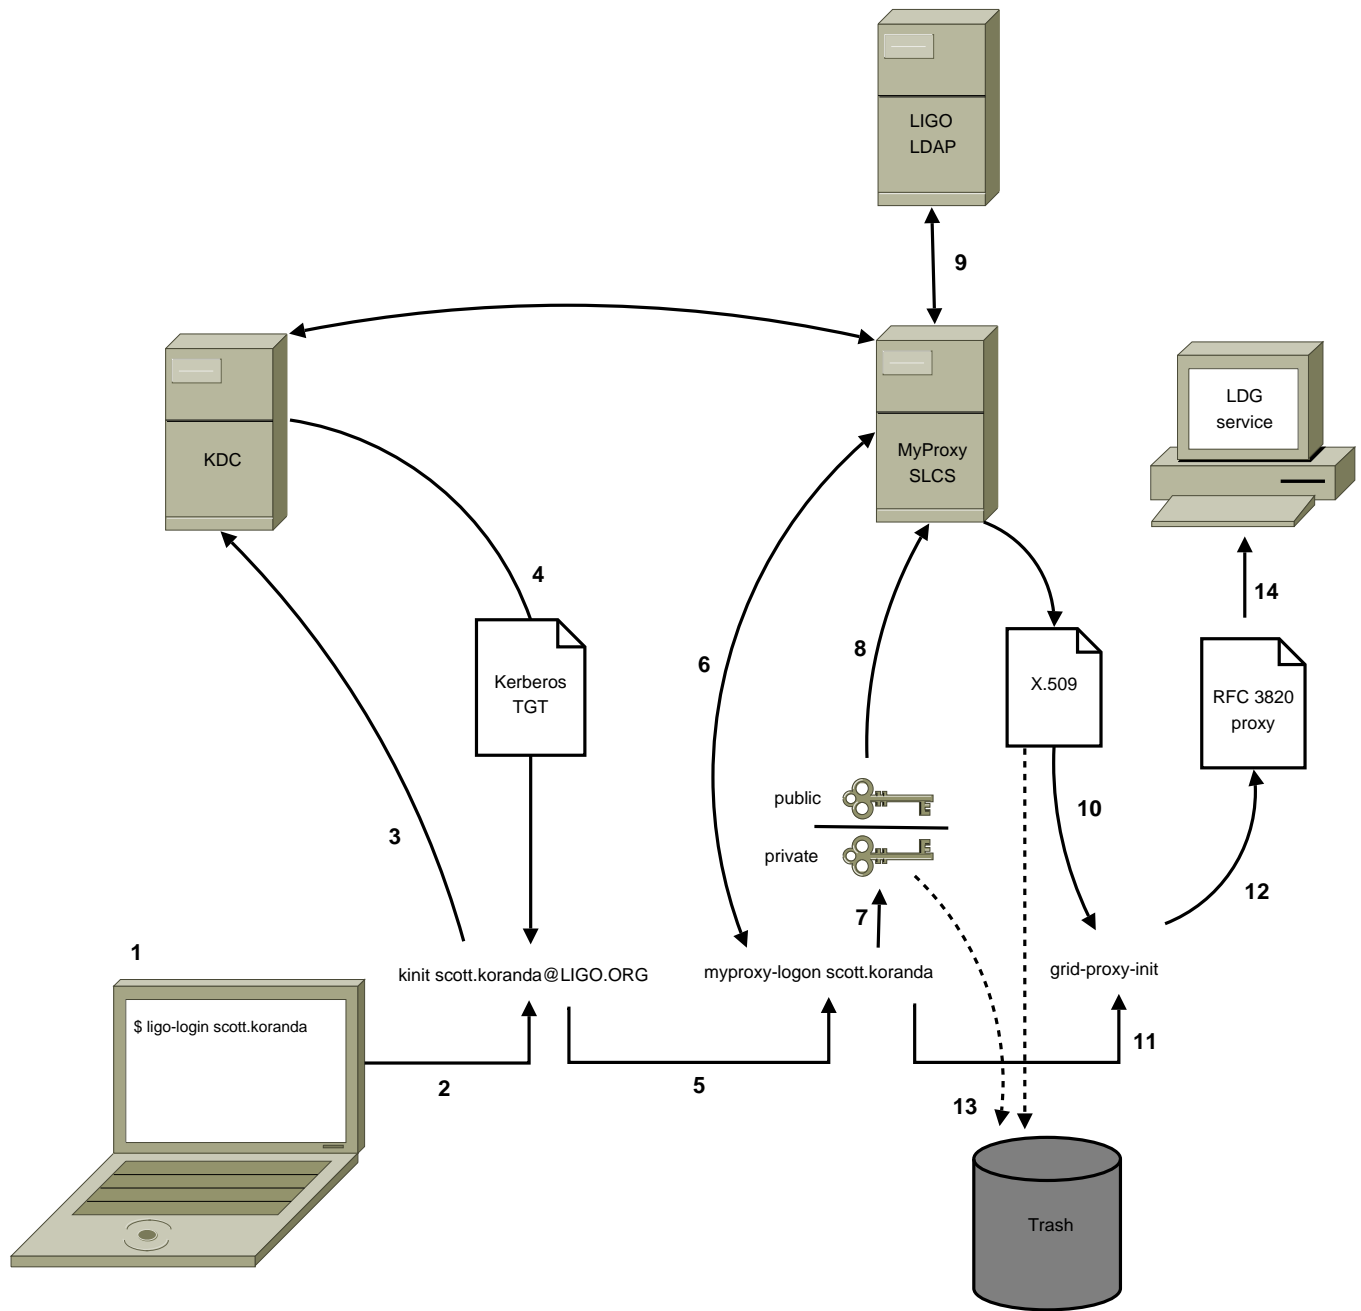 LIGO
LDAP
9
KDC
MyProxy
SLCS
LDG
service
4
14
8
6
Kerberos
TGT
X.509
RFC 3820
proxy
public
private
3
10
12
7
1
kinit scott.koranda@LIGO.ORG
myproxy-logon scott.koranda
grid-proxy-init
$ ligo-login scott.koranda
2
5
11
13
Trash